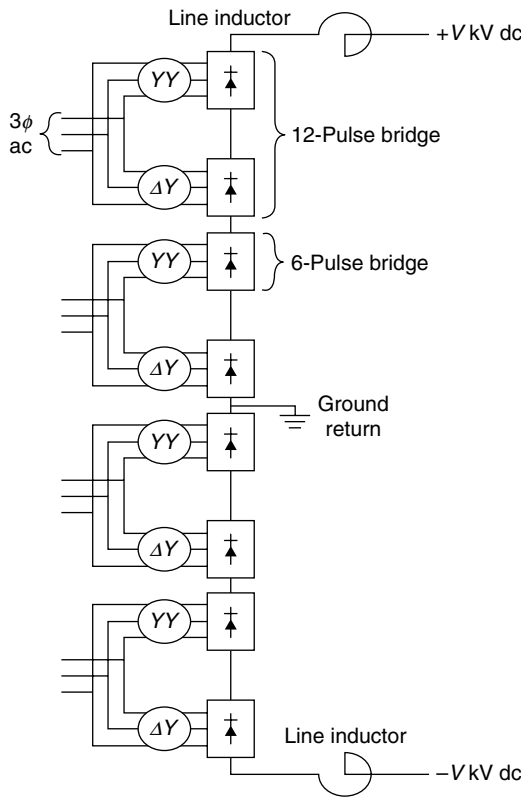 Line inductor
+V kV dc
YY
3ϕ
ac
12-Pulse bridge
ΔY
YY
6-Pulse bridge
ΔY
Ground
return
YY
ΔY
YY
Line inductor
ΔY
–V kV dc